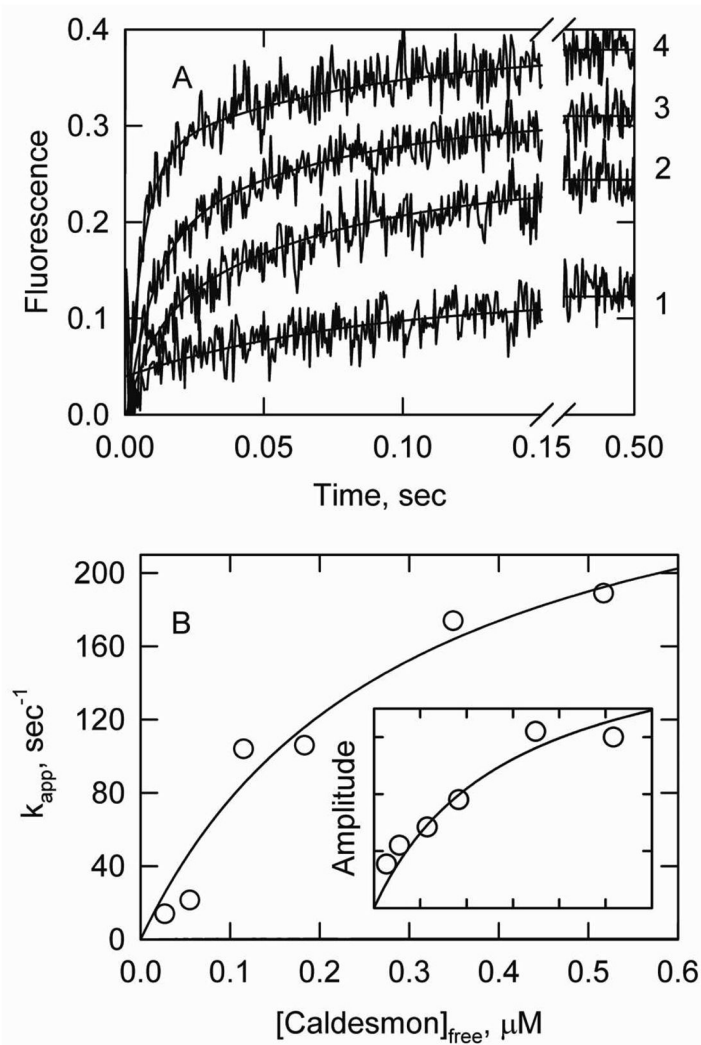 0.4
A
4
0.3
3
2
Fluorescence
0.2
0.1
1
0.0
0.00 0.05 0.10 0.15 0.50
Time, sec
200
B
160
k_app, sec⁻¹
120
80
Amplitude
40
0
0.0 0.1 0.2 0.3 0.4 0.5 0.6
[Caldesmon]_free, μM